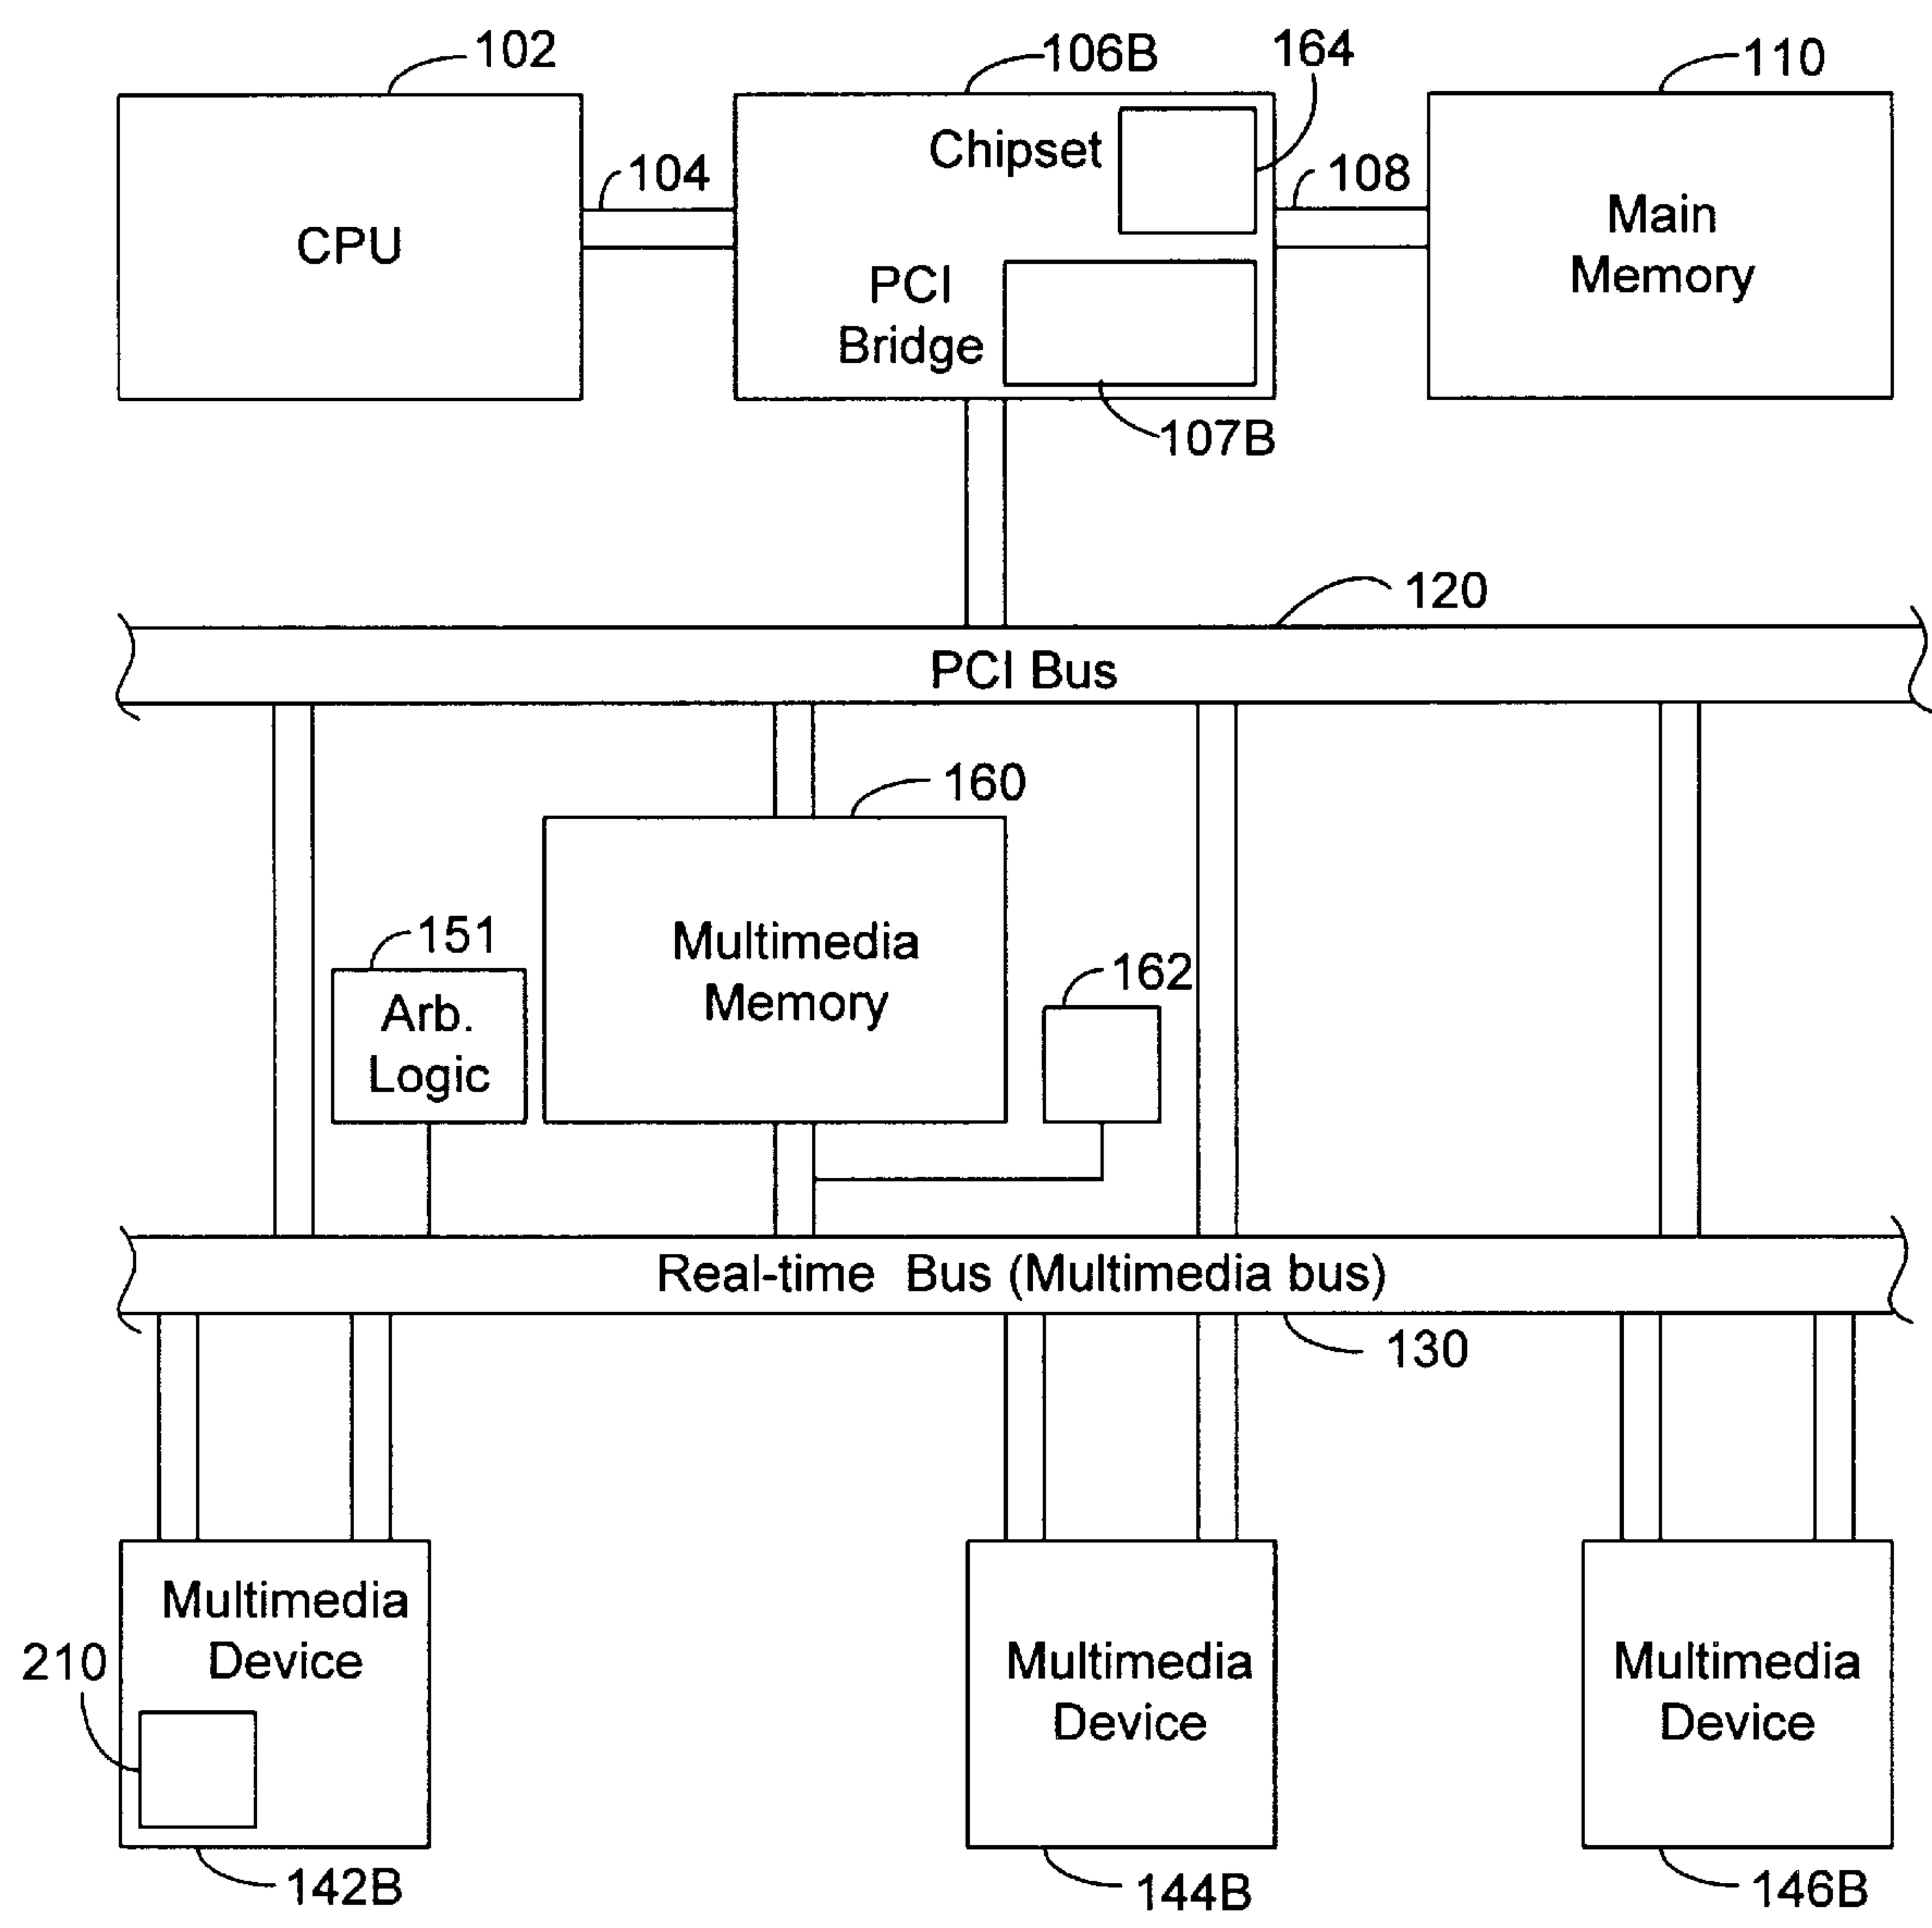 102
106B
164
110
CPU
104
Chipset
108
Main
Memory
PCI
Bridge
107B
120
PCI Bus
160
151
Multimedia
Memory
162
Arb.
Logic
Real-time Bus (Multimedia bus)
130
Multimedia
Device
210
Multimedia
Device
Multimedia
Device
142B
144B
146B